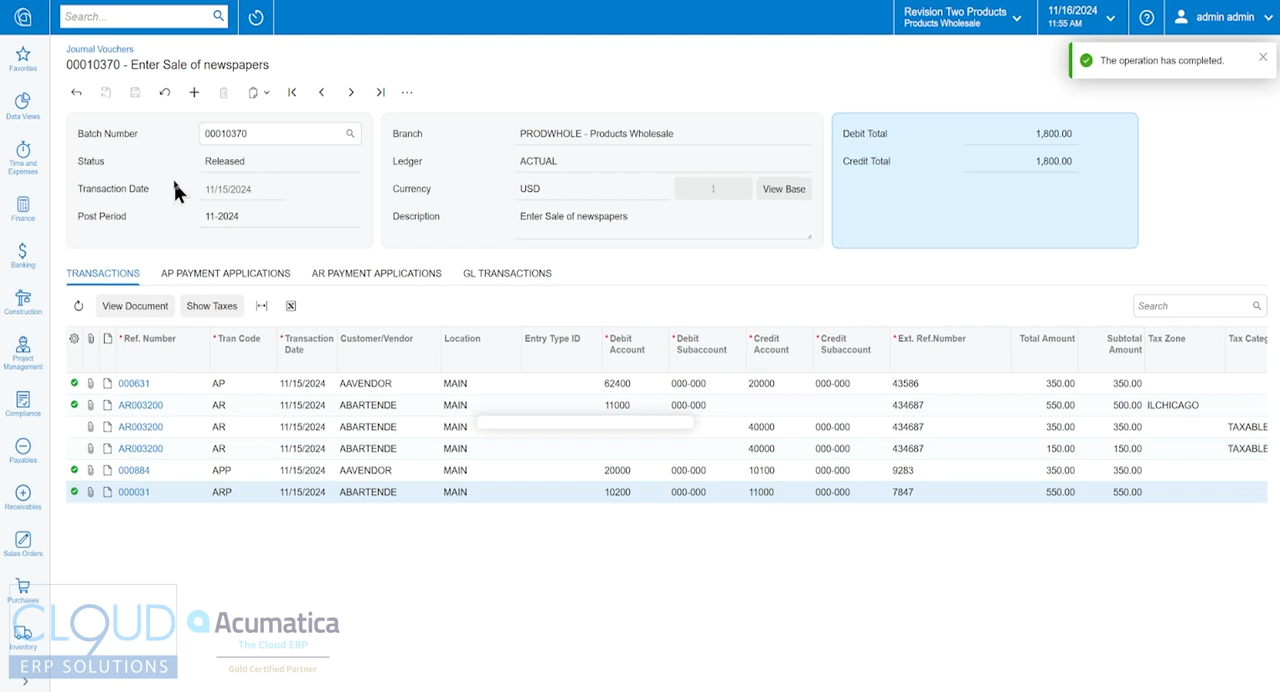 Search...
Revision Two Products
Products Wholesale
11/16/2024
11:55 AM
admin admin
Favorites
Data Views
Time and Expenses
Finance
Banking
Construction
Project Management
Compliance
Payables
Receivables
Sales Orders
Purchases
Inventory
Journal Vouchers
00010370 - Enter Sale of newspapers
The operation has completed.
Batch Number 00010370
Status Released
Transaction Date 11/15/2024
Post Period 11-2024
Branch PRODWHOLE - Products Wholesale
Ledger ACTUAL
Currency USD 1 View Base
Description Enter Sale of newspapers
Debit Total 1,800.00
Credit Total 1,800.00
TRANSACTIONS AP PAYMENT APPLICATIONS AR PAYMENT APPLICATIONS GL TRANSACTIONS
View Document Show Taxes Search
* Ref. Number * Tran Code * Transaction Date Customer/Vendor Location Entry Type ID * Debit Account * Debit Subaccount * Credit Account * Credit Subaccount * Ext. Ref.Number Total Amount Subtotal Amount Tax Zone Tax Categ
000631 AP 11/15/2024 AAVENDOR MAIN 62400 000-000 20000 000-000 43586 350.00 350.00
AR003200 AR 11/15/2024 ABARTENDE MAIN 11000 000-000 434687 550.00 500.00 ILCHICAGO
AR003200 AR 11/15/2024 ABARTENDE MAIN 40000 000-000 434687 350.00 350.00 TAXABLE
AR003200 AR 11/15/2024 ABARTENDE MAIN 40000 000-000 434687 150.00 150.00 TAXABLE
000884 APP 11/15/2024 AAVENDOR MAIN 20000 000-000 10100 000-000 9283 350.00 350.00
000031 ARP 11/15/2024 ABARTENDE MAIN 10200 000-000 11000 000-000 7847 550.00 550.00
CLOUD 9
ERP SOLUTIONS
Acumatica
The Cloud ERP
Gold Certified Partner